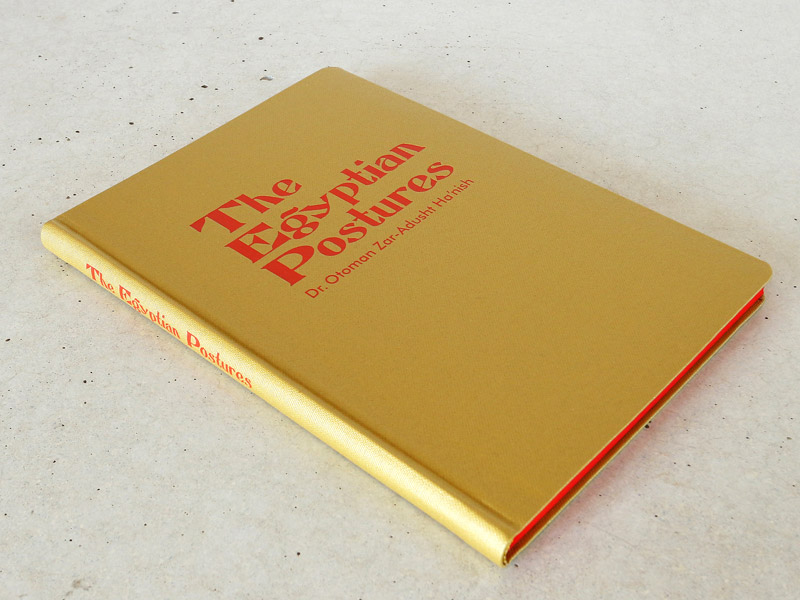 The
Egyptian
Postures
Dr. Otoman Zar-Adusht Ha'nish
The Egyptian Postures